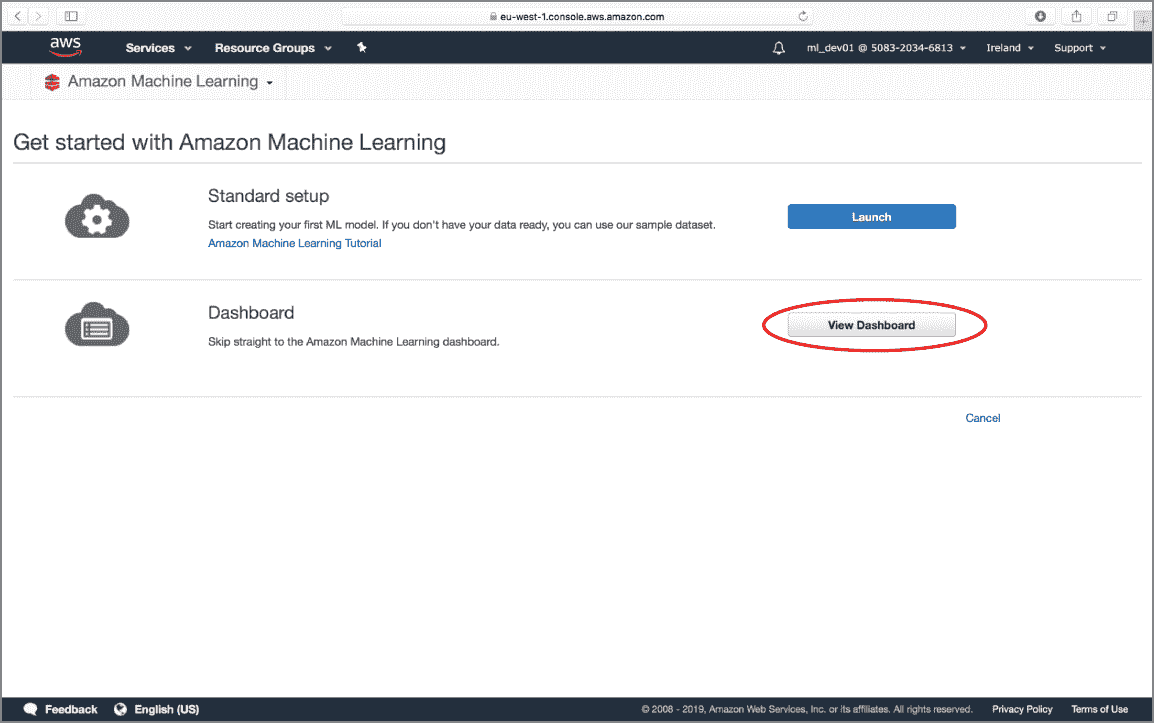 eu-west-1.console.aws.amazon.com
aws Services Resource Groups ml_dev01 @ 5083-2034-6813 Ireland Support
Amazon Machine Learning
Get started with Amazon Machine Learning
Standard setup
Start creating your first ML model. If you don't have your data ready, you can use our sample dataset.
Launch
Amazon Machine Learning Tutorial
Dashboard
View Dashboard
Skip straight to the Amazon Machine Learning dashboard.
Cancel
Feedback English (US) © 2008 - 2019, Amazon Web Services, Inc. or its affiliates. All rights reserved. Privacy Policy Terms of Use